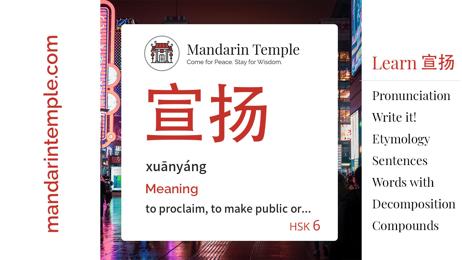 mandarintemple.com
Mandarin Temple
Come for Peace. Stay for Wisdom.
宣扬
xuānyáng
Meaning
to proclaim, to make public or...
HSK 6
Learn 宣扬
Pronunciation
Write it!
Etymology
Sentences
Words with
Decomposition
Compounds